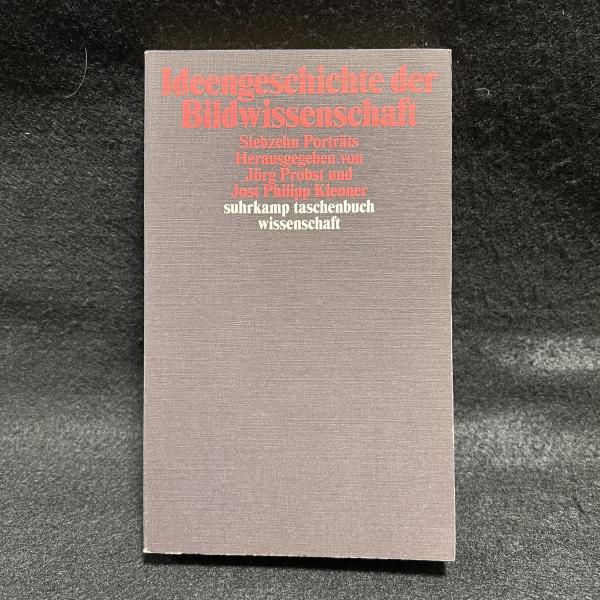 Ideengeschichte der
Bildwissenschaft
Siebzehn Porträts
Herausgegeben von
Jörg Probst und
Jost Philipp Klenner
suhrkamp taschenbuch
wissenschaft